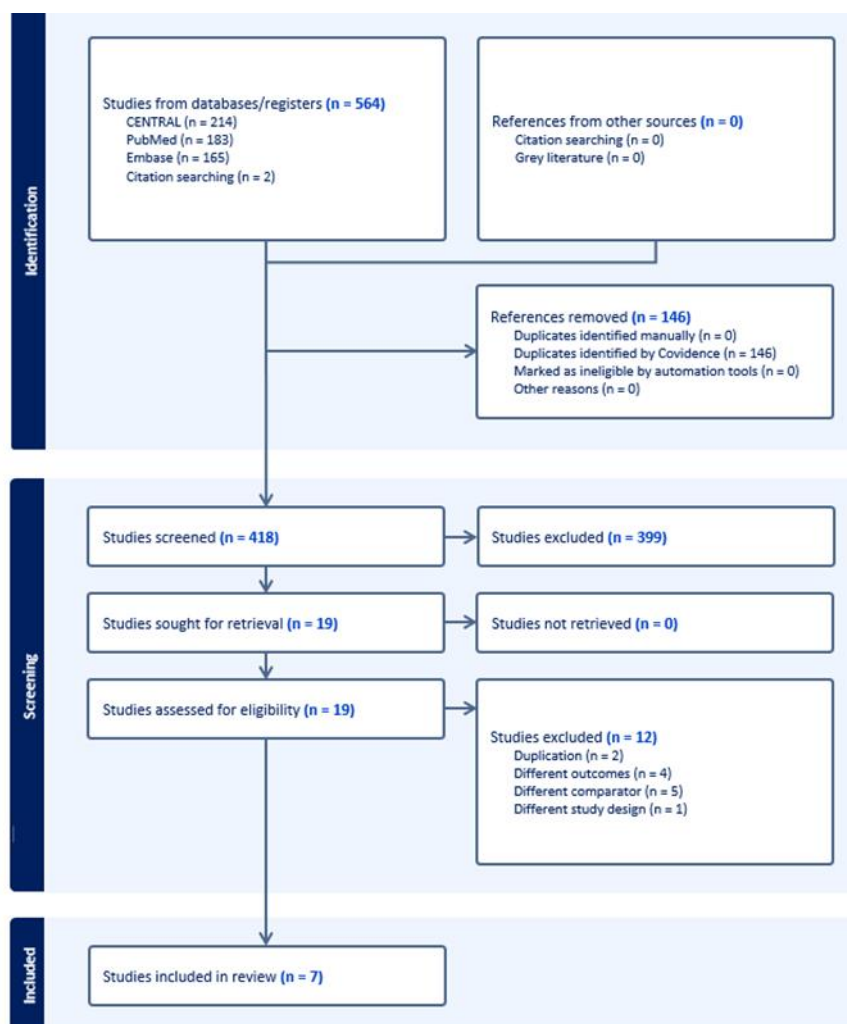 Identification
Studies from databases/registers (n = 564)
CENTRAL (n = 214)
PubMed (n = 183)
Embase (n = 165)
Citation searching (n = 2)
References from other sources (n = 0)
Citation searching (n = 0)
Grey literature (n = 0)
References removed (n = 146)
Duplicates identified manually (n = 0)
Duplicates identified by Covidence (n = 146)
Marked as ineligible by automation tools (n = 0)
Other reasons (n = 0)
Screening
Studies screened (n = 418)
Studies excluded (n = 399)
Studies sought for retrieval (n = 19)
Studies not retrieved (n = 0)
Studies assessed for eligibility (n = 19)
Studies excluded (n = 12)
Duplication (n = 2)
Different outcomes (n = 4)
Different comparator (n = 5)
Different study design (n = 1)
Included
Studies included in review (n = 7)